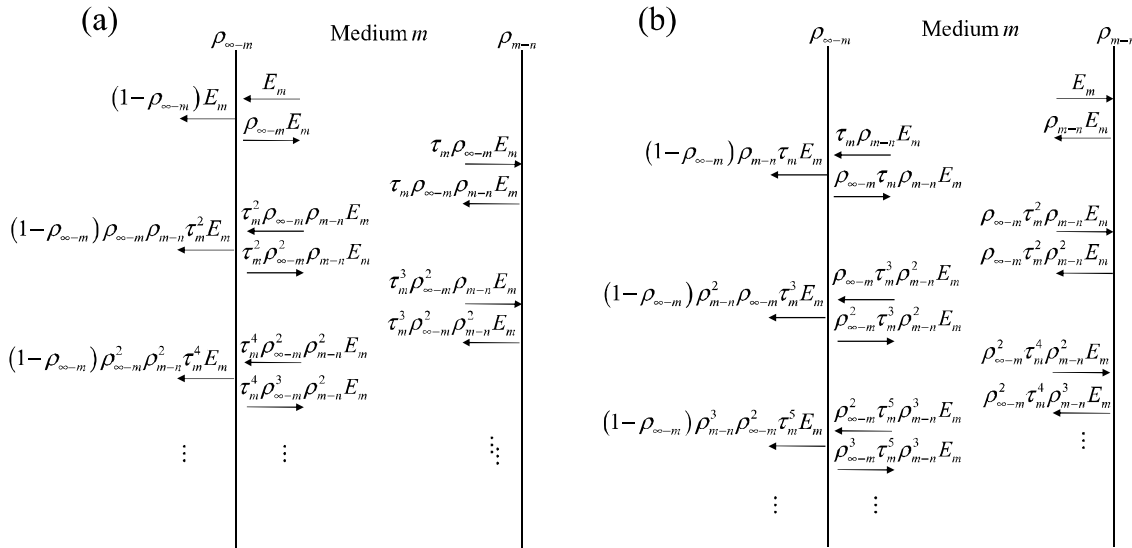 (a)
ρ∞−m
Medium m
ρm−n
(1−ρ∞−m)Em
Em
ρ∞−mEm
τmρ∞−mEm
τmρ∞−mρm−nEm
(1−ρ∞−m)ρ∞−mρm−nτm²Em
τm²ρ∞−mρm−nEm
τm²ρ∞−m²ρm−nEm
τm³ρ∞−m²ρm−nEm
τm³ρ∞−m²ρm−n²Em
(1−ρ∞−m)ρ∞−m²ρm−n²τm⁴Em
τm⁴ρ∞−m²ρm−n²Em
τm⁴ρ∞−m³ρm−n²Em
(b)
ρ∞−m
Medium m
ρm−n
Em
ρm−nEm
(1−ρ∞−m)ρm−nτmEm
τmρm−nEm
ρ∞−mτmρm−nEm
ρ∞−mτm²ρm−nEm
ρ∞−mτm²ρm−n²Em
(1−ρ∞−m)ρm−n²ρ∞−mτm³Em
ρ∞−mτm³ρm−n²Em
ρ∞−m²τm³ρm−n²Em
ρ∞−m²τm⁴ρm−n²Em
ρ∞−m²τm⁴ρm−n³Em
(1−ρ∞−m)ρm−n³ρ∞−m²τm⁵Em
ρ∞−m²τm⁵ρm−n³Em
ρ∞−m³τm⁵ρm−n³Em